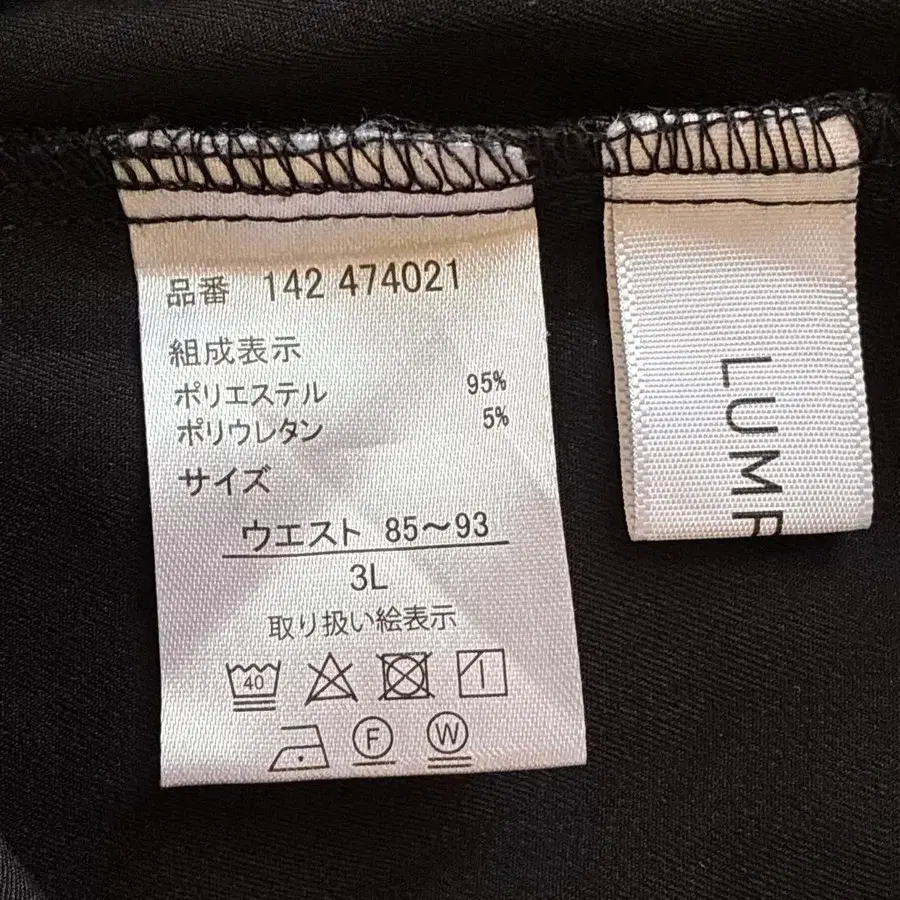 品番 142 474021
組成表示
ポリエステル 95%
ポリウレタン 5%
サイズ
ウエスト 85〜93
3L
取り扱い絵表示
40
F W
LUMP